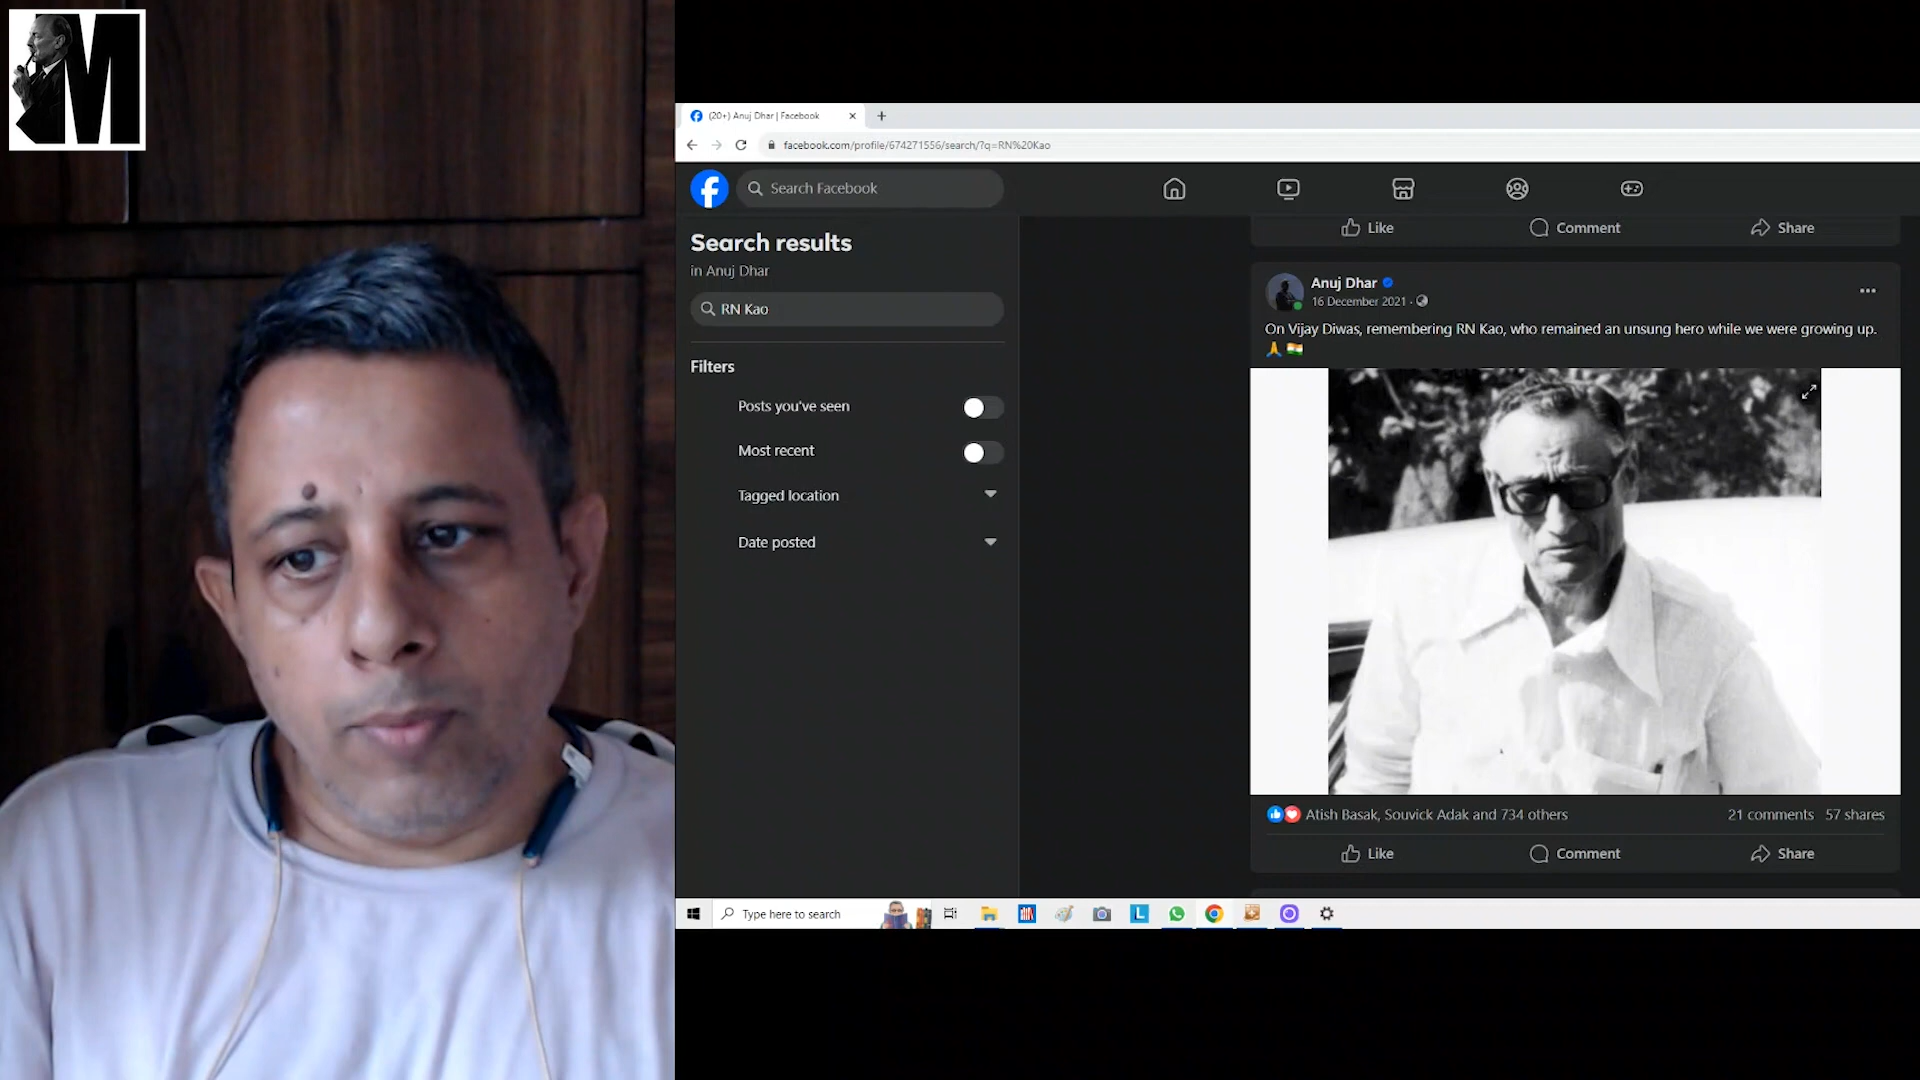 M
(20+) Anuj Dhar | Facebook
facebook.com/profile/674271556/search/?q=RN%20Kao
Search Facebook
Like Comment Share
Search results
in Anuj Dhar
RN Kao
Filters
Posts you've seen
Most recent
Tagged location
Date posted
Anuj Dhar
16 December 2021 ·
On Vijay Diwas, remembering RN Kao, who remained an unsung hero while we were growing up.
🙏 🇮🇳
Atish Basak, Souvick Adak and 734 others
21 comments 57 shares
Like Comment Share
Type here to search
L